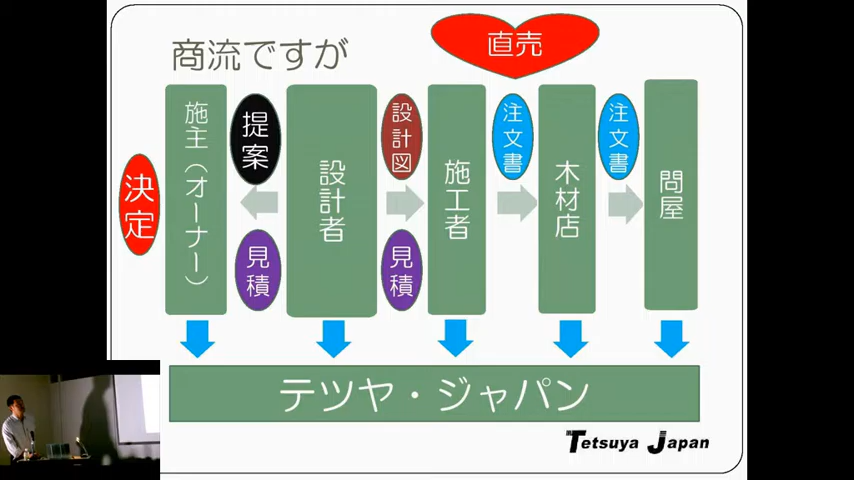 商流ですが
直売
決定
施主（オーナー）
提案
見積
設計者
設計図
見積
施工者
注文書
木材店
注文書
問屋
テツヤ・ジャパン
Tetsuya Japan